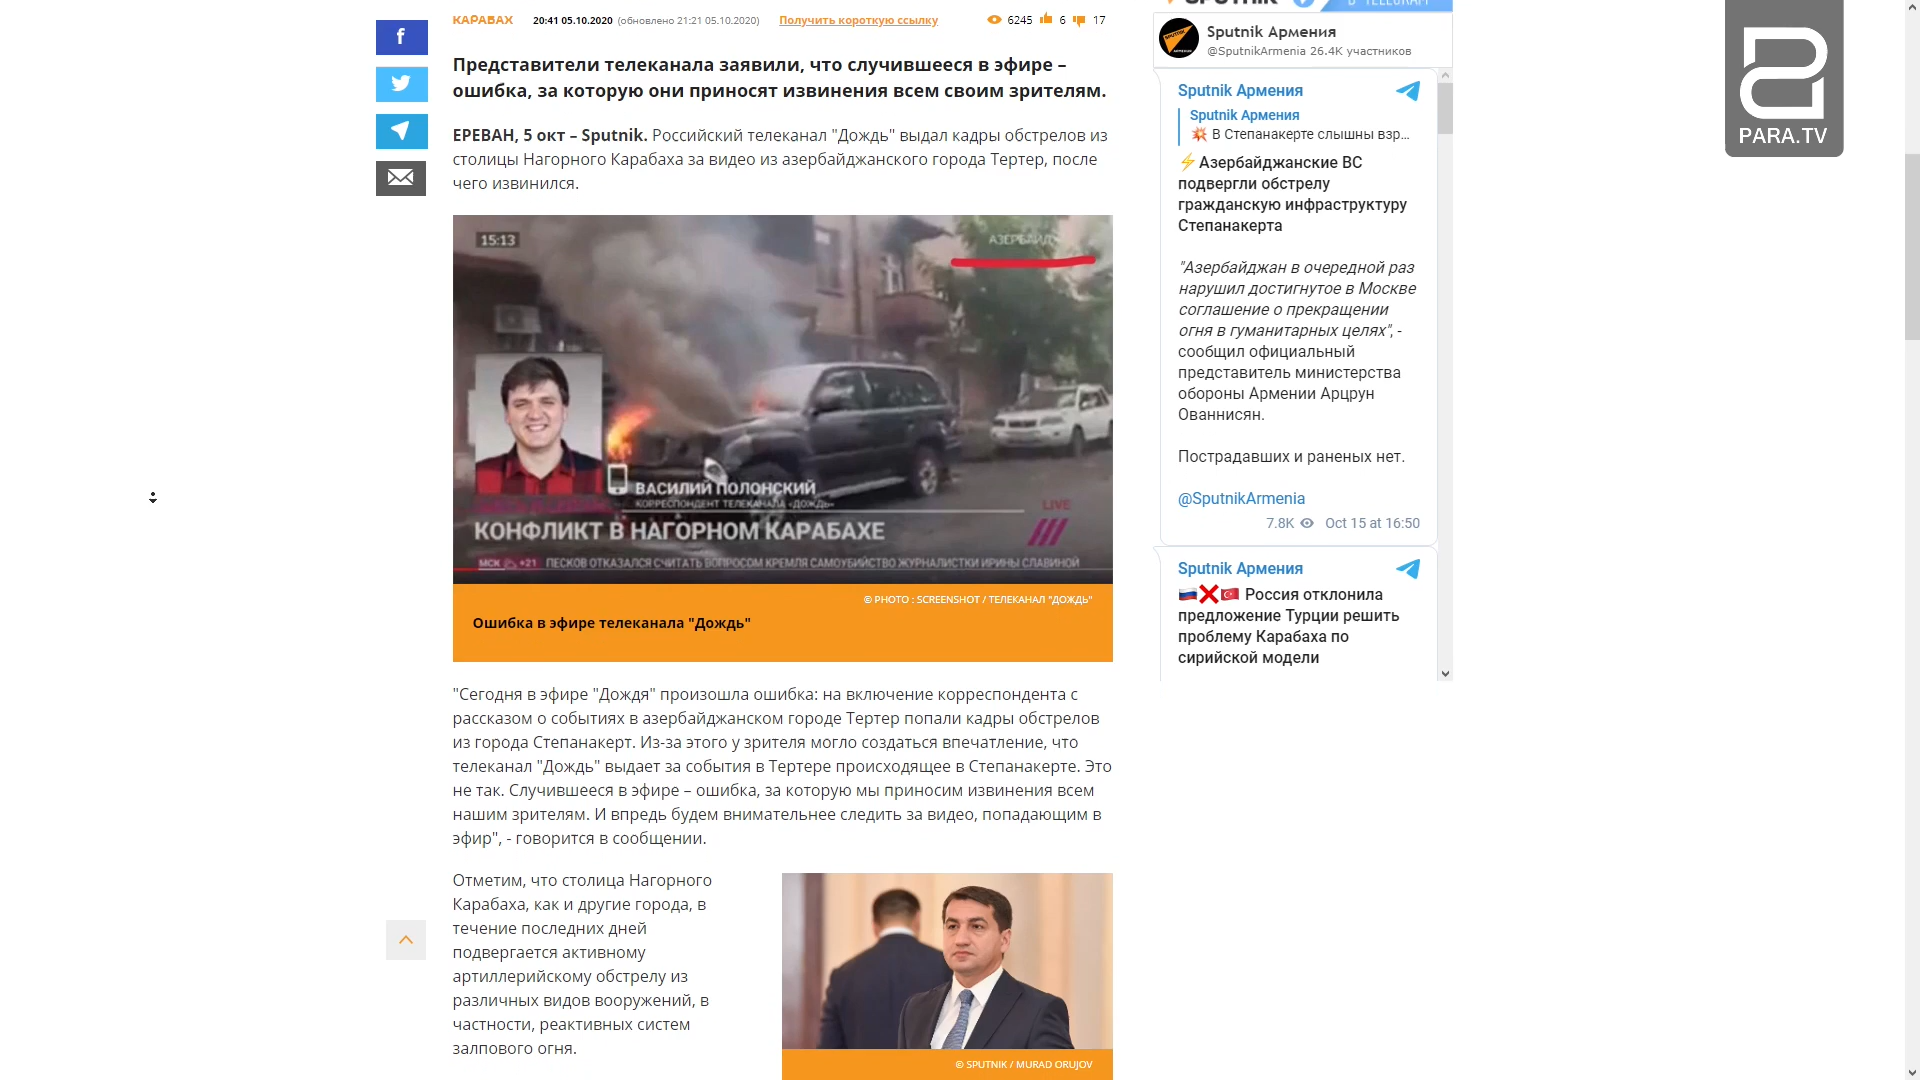 КАРАБАХ 20:41 05.10.2020 (обновлено 21:21 05.10.2020) Получить короткую ссылку 6245 6 17
Представители телеканала заявили, что случившееся в эфире –
ошибка, за которую они приносят извинения всем своим зрителям.
ЕРЕВАН, 5 окт – Sputnik. Российский телеканал "Дождь" выдал кадры обстрелов из
столицы Нагорного Карабаха за видео из азербайджанского города Тертер, после
чего извинился.
15:13
ВАСИЛИЙ ПОЛОНСКИЙ
КОРРЕСПОНДЕНТ ТЕЛЕКАНАЛА «ДОЖДЬ»
LIVE
КОНФЛИКТ В НАГОРНОМ КАРАБАХЕ
МСК +21 ПЕСКОВ ОТКАЗАЛСЯ СЧИТАТЬ ВОПРОСОМ КРЕМЛЯ САМОУБИЙСТВО ЖУРНАЛИСТКИ ИРИНЫ СЛАВИНОЙ
© PHOTO : SCREENSHOT / ТЕЛЕКАНАЛ "ДОЖДЬ"
Ошибка в эфире телеканала "Дождь"
"Сегодня в эфире "Дождя" произошла ошибка: на включение корреспондента с
рассказом о событиях в азербайджанском городе Тертер попали кадры обстрелов
из города Степанакерт. Из-за этого у зрителя могло создаться впечатление, что
телеканал "Дождь" выдает за события в Тертере происходящее в Степанакерте. Это
не так. Случившееся в эфире – ошибка, за которую мы приносим извинения всем
нашим зрителям. И впредь будем внимательнее следить за видео, попадающим в
эфир", - говорится в сообщении.
Отметим, что столица Нагорного
Карабаха, как и другие города, в
течение последних дней
подвергается активному
артиллерийскому обстрелу из
различных видов вооружений, в
частности, реактивных систем
залпового огня.
© SPUTNIK / MURAD ORUJOV
Sputnik Армения
@SputnikArmenia 26.4K участников
Sputnik Армения
Sputnik Армения
💥 В Степанакерте слышны взр...
⚡Азербайджанские ВС
подвергли обстрелу
гражданскую инфраструктуру
Степанакерта
"Азербайджан в очередной раз
нарушил достигнутое в Москве
соглашение о прекращении
огня в гуманитарных целях", -
сообщил официальный
представитель министерства
обороны Армении Арцрун
Ованнисян.
Пострадавших и раненых нет.
@SputnikArmenia
7.8K Oct 15 at 16:50
Sputnik Армения
🇷🇺❌🇹🇷 Россия отклонила
предложение Турции решить
проблему Карабаха по
сирийской модели
PARA.TV